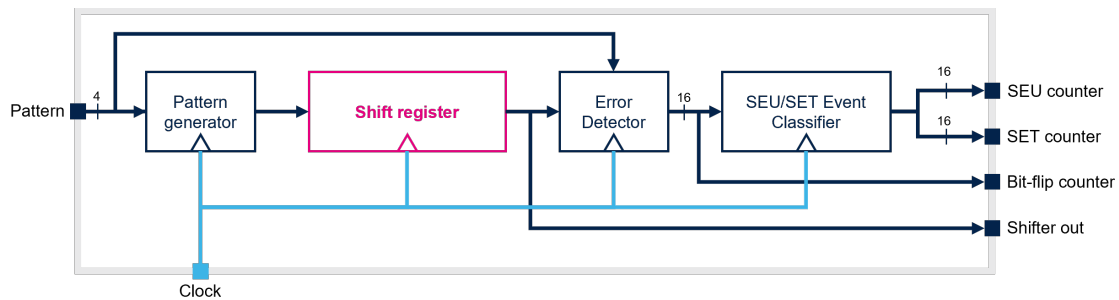 Pattern
4
Pattern
generator
Shift register
Error
Detector
16
SEU/SET Event
Classifier
16
SEU counter
16
SET counter
Bit-flip counter
Shifter out
Clock